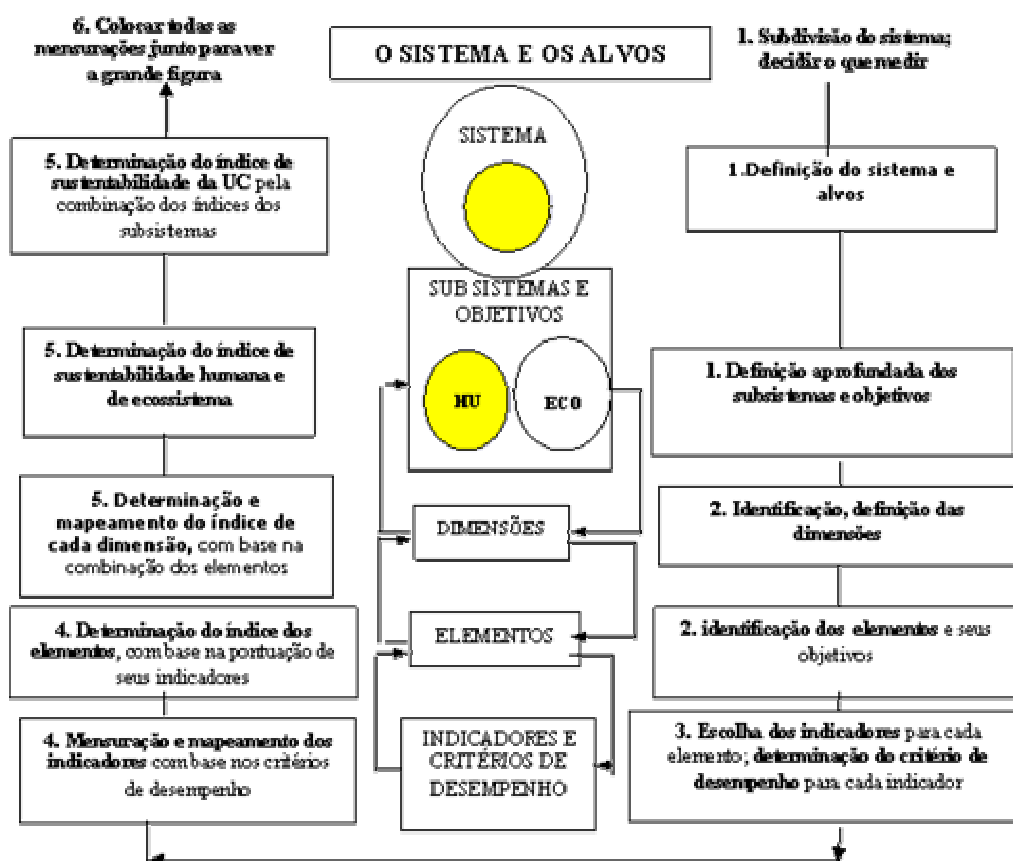 6. Colocar todas as
mensurações junto para ver
a grande figura
5. Determinação do índice de
sustentabilidade da UC pela
combinação dos índices dos
subsistemas
5. Determinação do índice de
sustentabilidade humana e
de ecossistema
5. Determinação e
mapeamento do índice de
cada dimensão, com base na
combinação dos elementos
4. Determinação do índice dos
elementos, com base na pontuação de
seus indicadores
4. Mensuração e mapeamento dos
indicadores com base nos critérios
de desempenho
O SISTEMA E OS ALVOS
SISTEMA
SUB SISTEMAS E
OBJETIVOS
HU
ECO
DIMENSÕES
ELEMENTOS
INDICADORES E
CRITÉRIOS DE
DESEMPENHO
1. Subdivisão do sistema;
decidir o que medir
1.Definição do sistema e
alvos
1. Definição aprofundada dos
subsistemas e objetivos
2. Identificação, definição das
dimensões
2. identificação dos elementos e seus
objetivos
3. Escolha dos indicadores para cada
elemento; determinação do critério de
desempenho para cada indicador